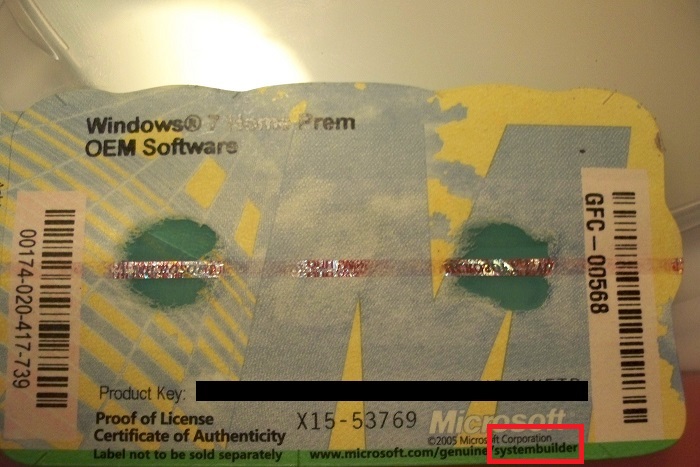 Windows® 7 Home Prem
OEM Software
00174-020-417-739
GFC-00568
Product Key:
Proof of License
Certificate of Authenticity
Label not to be sold separately
X15-53769
Microsoft
©2005 Microsoft Corporation
www.microsoft.com/genuine/systembuilder